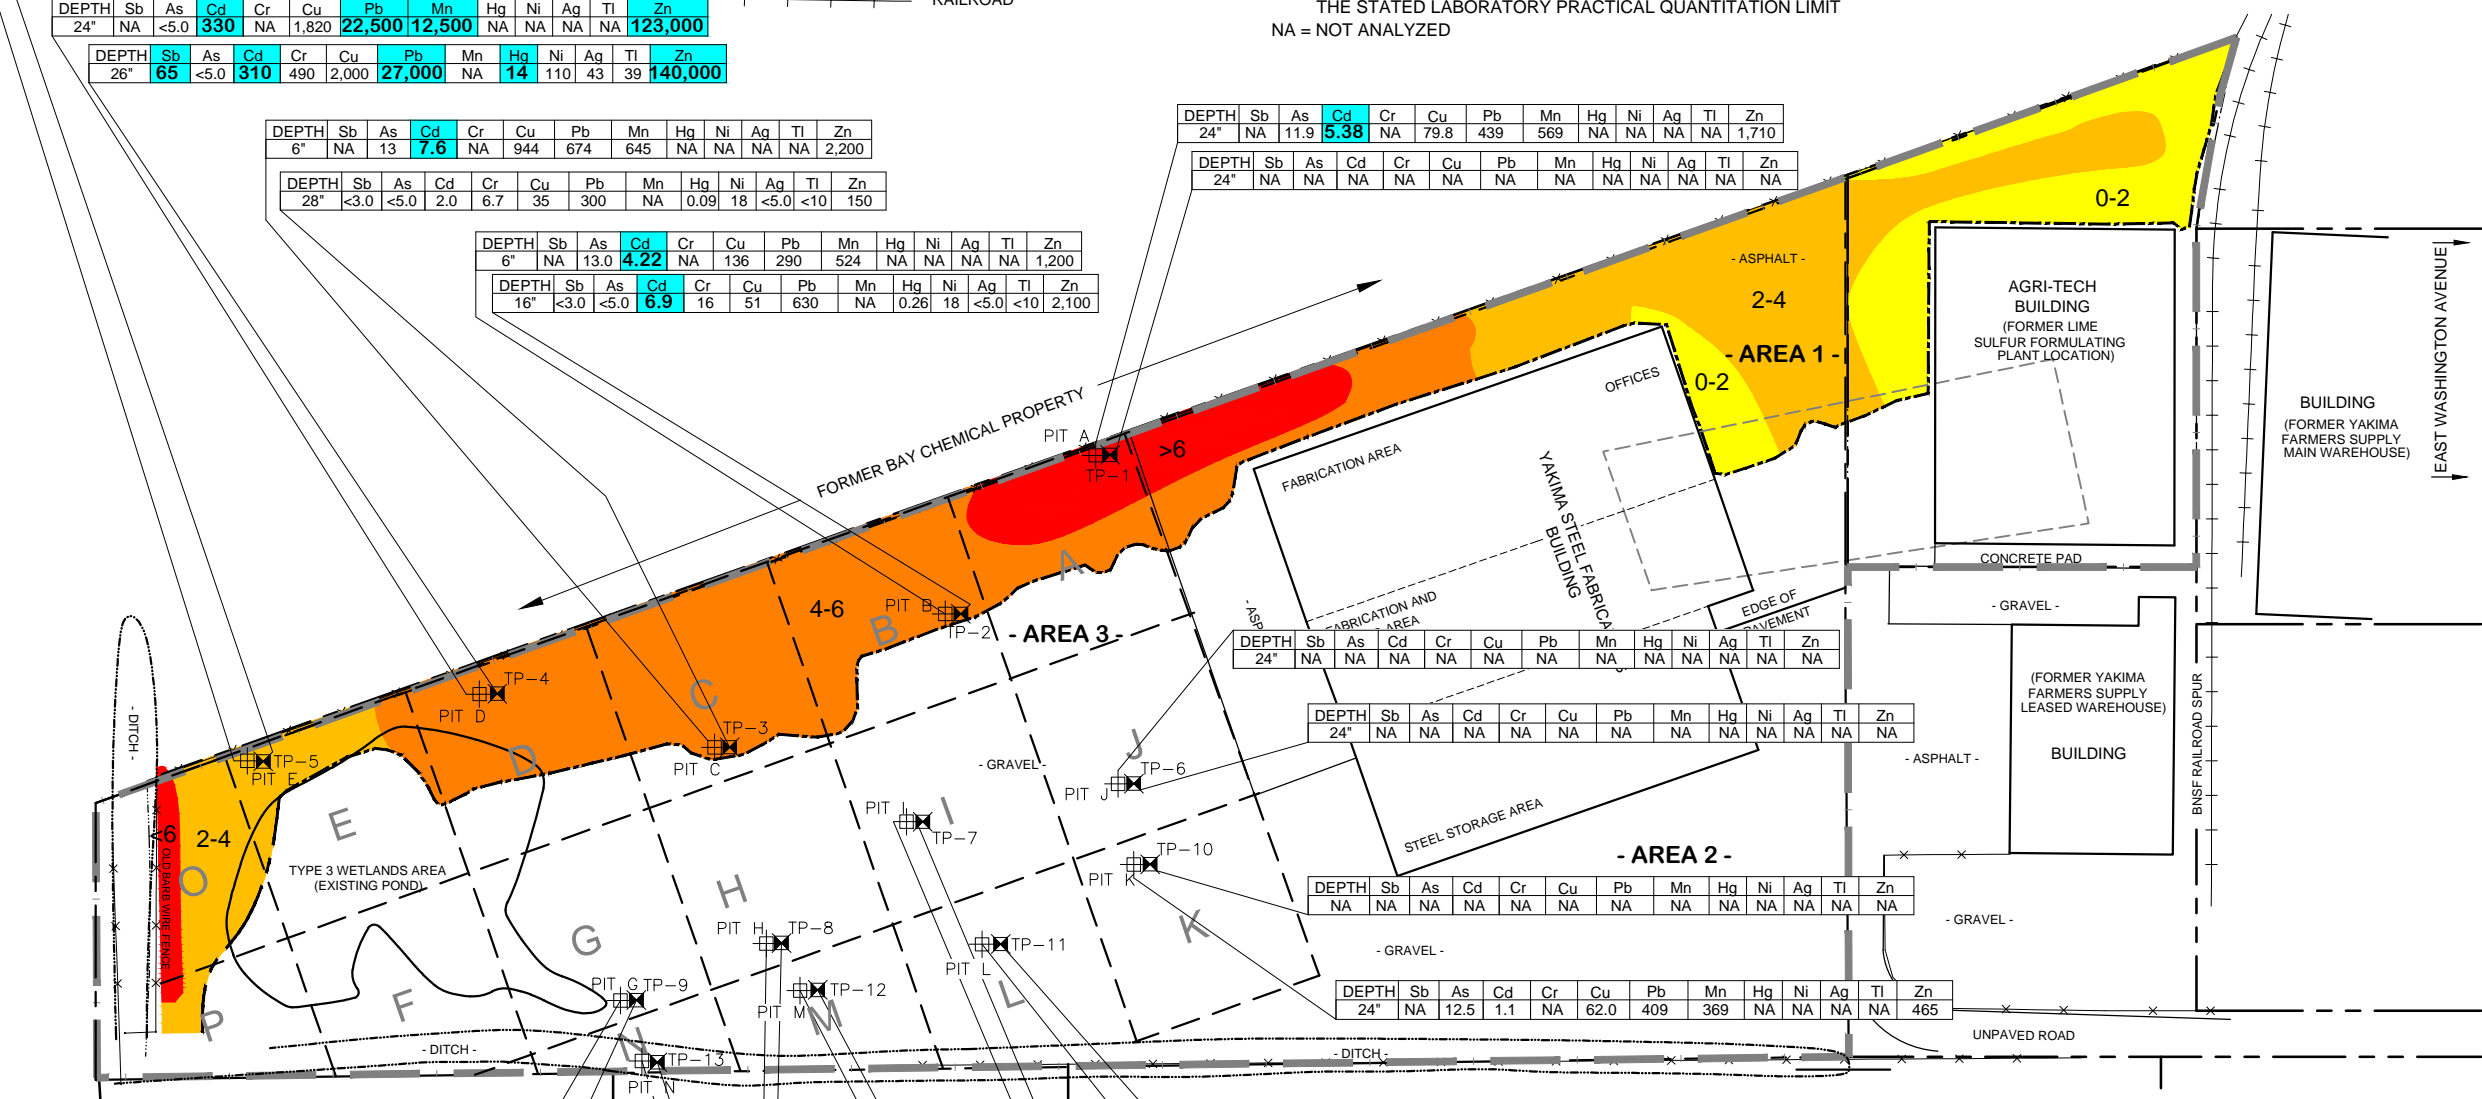 RAILROAD
THE STATED LABORATORY PRACTICAL QUANTITATION LIMIT
NA = NOT ANALYZED
DEPTH Sb As Cd Cr Cu Pb Mn Hg Ni Ag Tl Zn
24" NA <5.0 330 NA 1,820 22,500 12,500 NA NA NA NA 123,000
DEPTH Sb As Cd Cr Cu Pb Mn Hg Ni Ag Tl Zn
26" 65 <5.0 310 490 2,000 27,000 NA 14 110 43 39 140,000
DEPTH Sb As Cd Cr Cu Pb Mn Hg Ni Ag Tl Zn
6" NA 13 7.6 NA 944 674 645 NA NA NA NA 2,200
DEPTH Sb As Cd Cr Cu Pb Mn Hg Ni Ag Tl Zn
28" <3.0 <5.0 2.0 6.7 35 300 NA 0.09 18 <5.0 <10 150
DEPTH Sb As Cd Cr Cu Pb Mn Hg Ni Ag Tl Zn
6" NA 13.0 4.22 NA 136 290 524 NA NA NA NA 1,200
DEPTH Sb As Cd Cr Cu Pb Mn Hg Ni Ag Tl Zn
16" <3.0 <5.0 6.9 16 51 630 NA 0.26 18 <5.0 <10 2,100
DEPTH Sb As Cd Cr Cu Pb Mn Hg Ni Ag Tl Zn
24" NA 11.9 5.38 NA 79.8 439 569 NA NA NA NA 1,710
DEPTH Sb As Cd Cr Cu Pb Mn Hg Ni Ag Tl Zn
24" NA NA NA NA NA NA NA NA NA NA NA NA
0-2
- ASPHALT -
2-4
- AREA 1 -
0-2
AGRI-TECH
BUILDING
(FORMER LIME
SULFUR FORMULATING
PLANT LOCATION)
BUILDING
(FORMER YAKIMA
FARMERS SUPPLY
MAIN WAREHOUSE)
EAST WASHINGTON AVENUE
FORMER BAY CHEMICAL PROPERTY
OFFICES
FABRICATION AREA
YAKIMA STEEL FABRICA
BUILDING
FABRICATION AND
AREA
PIT A
TP-1
>6
A
4-6
B
PIT B
TP-2
- AREA 3 -
- ASP
EDGE OF
PAVEMENT
CONCRETE PAD
- GRAVEL -
DEPTH Sb As Cd Cr Cu Pb Mn Hg Ni Ag Tl Zn
24" NA NA NA NA NA NA NA NA NA NA NA NA
(FORMER YAKIMA
FARMERS SUPPLY
LEASED WAREHOUSE)
BUILDING
BNSF RAILROAD SPUR
DEPTH Sb As Cd Cr Cu Pb Mn Hg Ni Ag Tl Zn
24" NA NA NA NA NA NA NA NA NA NA NA NA
- ASPHALT -
TP-4
PIT D
C
TP-3
PIT C
D
- DITCH -
TP-5
PIT E
- GRAVEL -
J
TP-6
PIT J
PIT I
TP-7
I
STEEL STORAGE AREA
- AREA 2 -
<6
2-4
OLD BARB WIRE FENCE
E
O
TYPE 3 WETLANDS AREA
(EXISTING POND)
H
G
TP-10
PIT K
K
DEPTH Sb As Cd Cr Cu Pb Mn Hg Ni Ag Tl Zn
NA NA NA NA NA NA NA NA NA NA NA NA NA
- GRAVEL -
- GRAVEL -
PIT H
TP-8
TP-11
PIT L
L
PIT G
TP-9
TP-12
PIT M
M
F
P
N
DEPTH Sb As Cd Cr Cu Pb Mn Hg Ni Ag Tl Zn
24" NA 12.5 1.1 NA 62.0 409 369 NA NA NA NA 465
UNPAVED ROAD
- DITCH -
TP-13
PIT N
- DITCH -